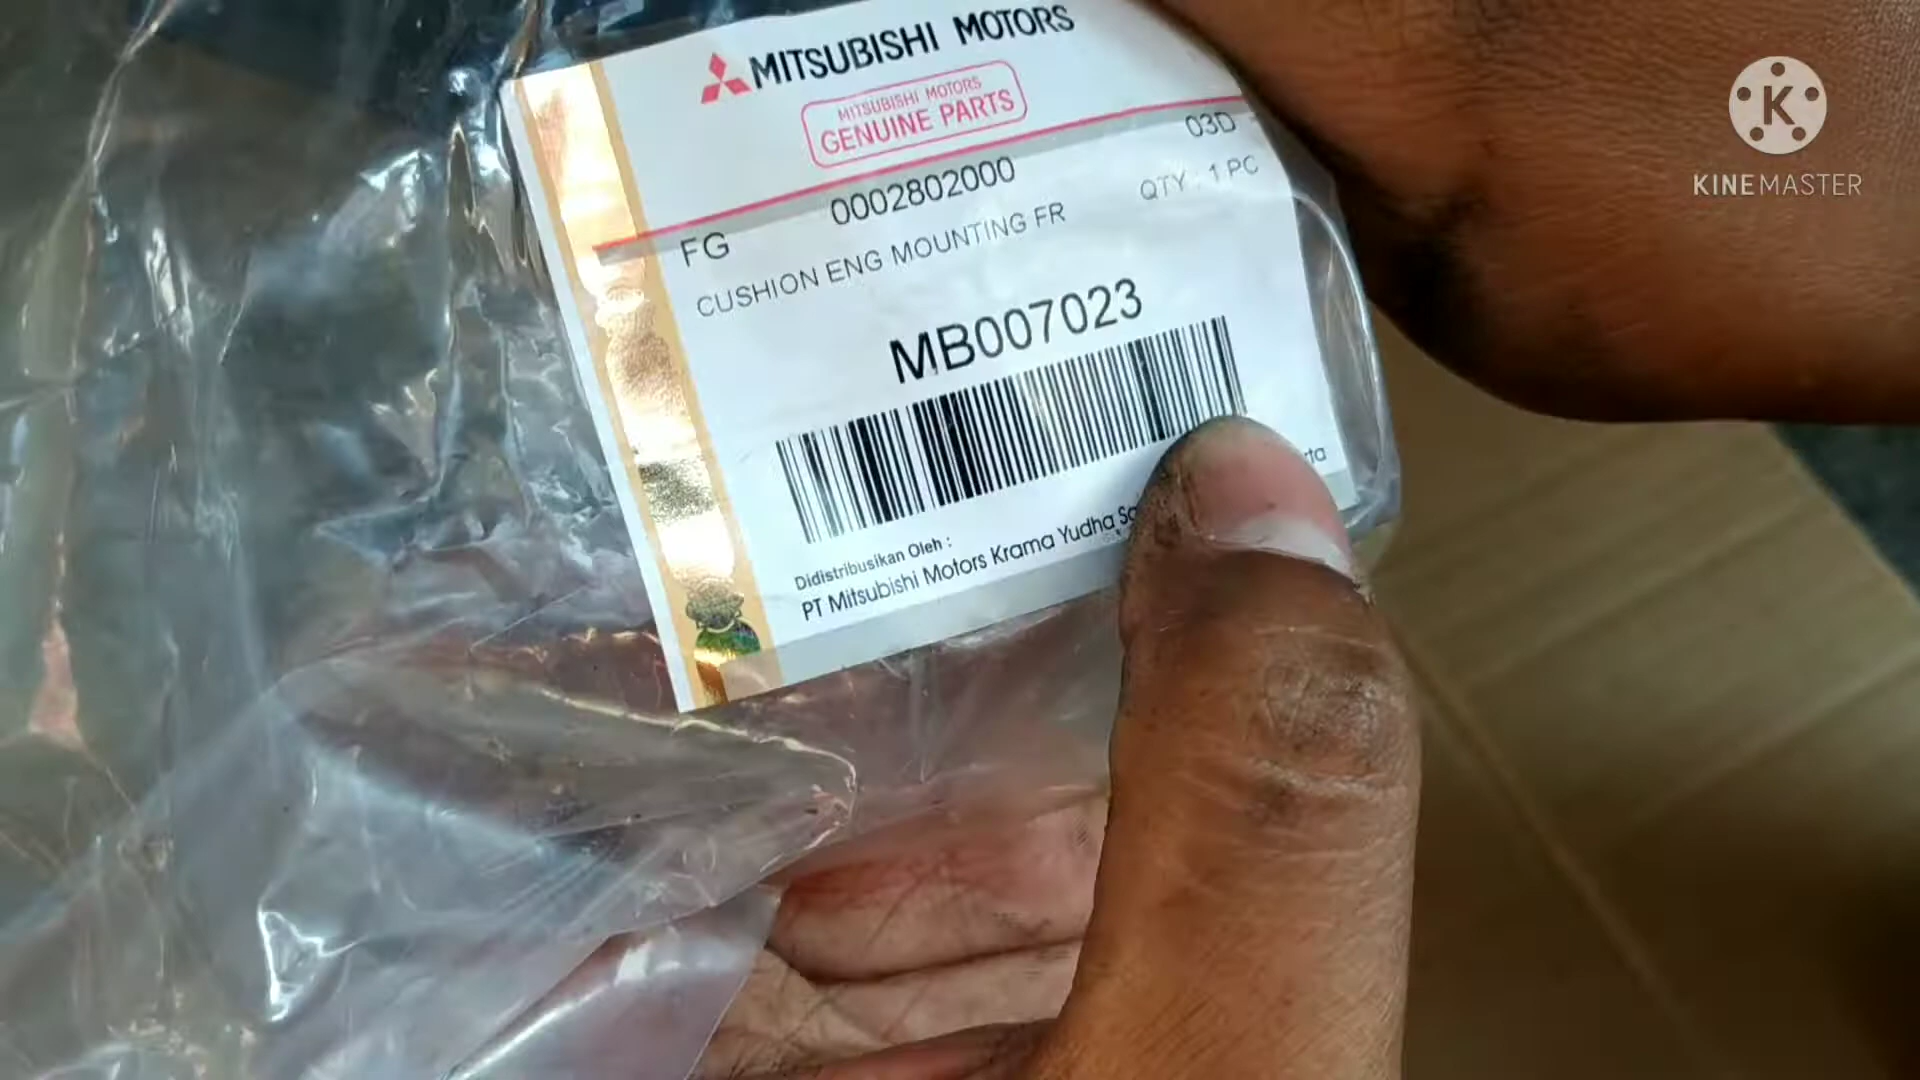 MITSUBISHI MOTORS
MITSUBISHI MOTORS
GENUINE PARTS
FG 0002802000 03D
CUSHION ENG MOUNTING FR QTY : 1 PC
MB007023
Didistribusikan Oleh :
PT Mitsubishi Motors Krama Yudha
K
KINEMASTER